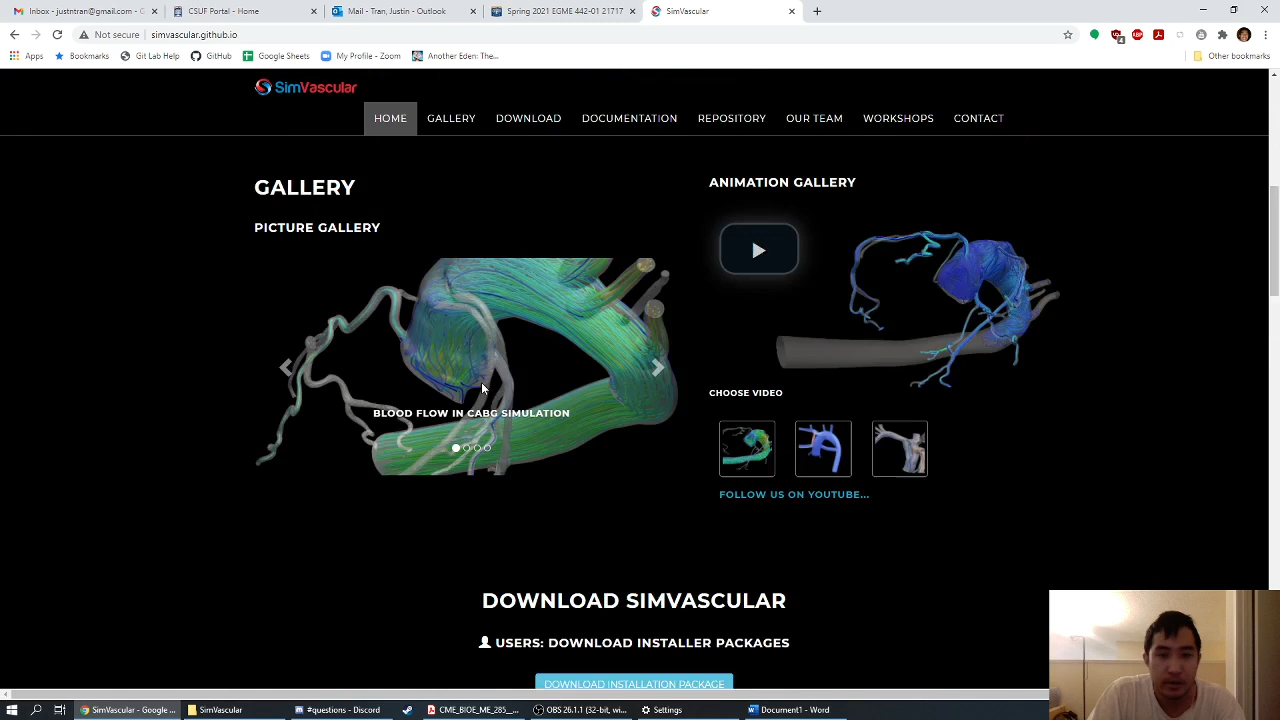 M justntran@gmail.com - G
CSUF Portal - Home
Mail - Tran, Justin - Outlook
Spring 2021 EGME 442-01 21717
SimVascular
Not secure
simvascular.github.io
4
ABP
Apps
Bookmarks
Git Lab Help
GitHub
Google Sheets
My Profile - Zoom
Another Eden: The...
Other bookmarks
SimVascular
HOME
GALLERY
DOWNLOAD
DOCUMENTATION
REPOSITORY
OUR TEAM
WORKSHOPS
CONTACT
GALLERY
PICTURE GALLERY
BLOOD FLOW IN CABG SIMULATION
ANIMATION GALLERY
CHOOSE VIDEO
FOLLOW US ON YOUTUBE...
DOWNLOAD SIMVASCULAR
USERS: DOWNLOAD INSTALLER PACKAGES
DOWNLOAD INSTALLATION PACKAGE
SimVascular - Google ...
SimVascular
#questions - Discord
CME_BIOE_ME_285__...
OBS 26.1.1 (32-bit, wi...
Settings
Document1 - Word